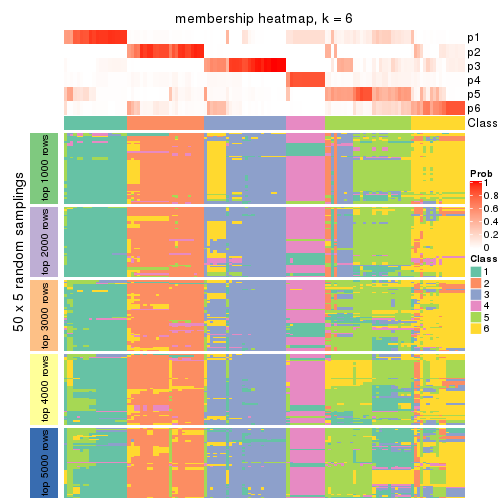 membership heatmap, k = 6
p1
p2
p3
p4
p5
p6
Class
50 x 5 random samplings
top 1000 rows
top 2000 rows
top 3000 rows
top 4000 rows
top 5000 rows
Prob
1
0.8
0.6
0.4
0.2
0
Class
1
2
3
4
5
6